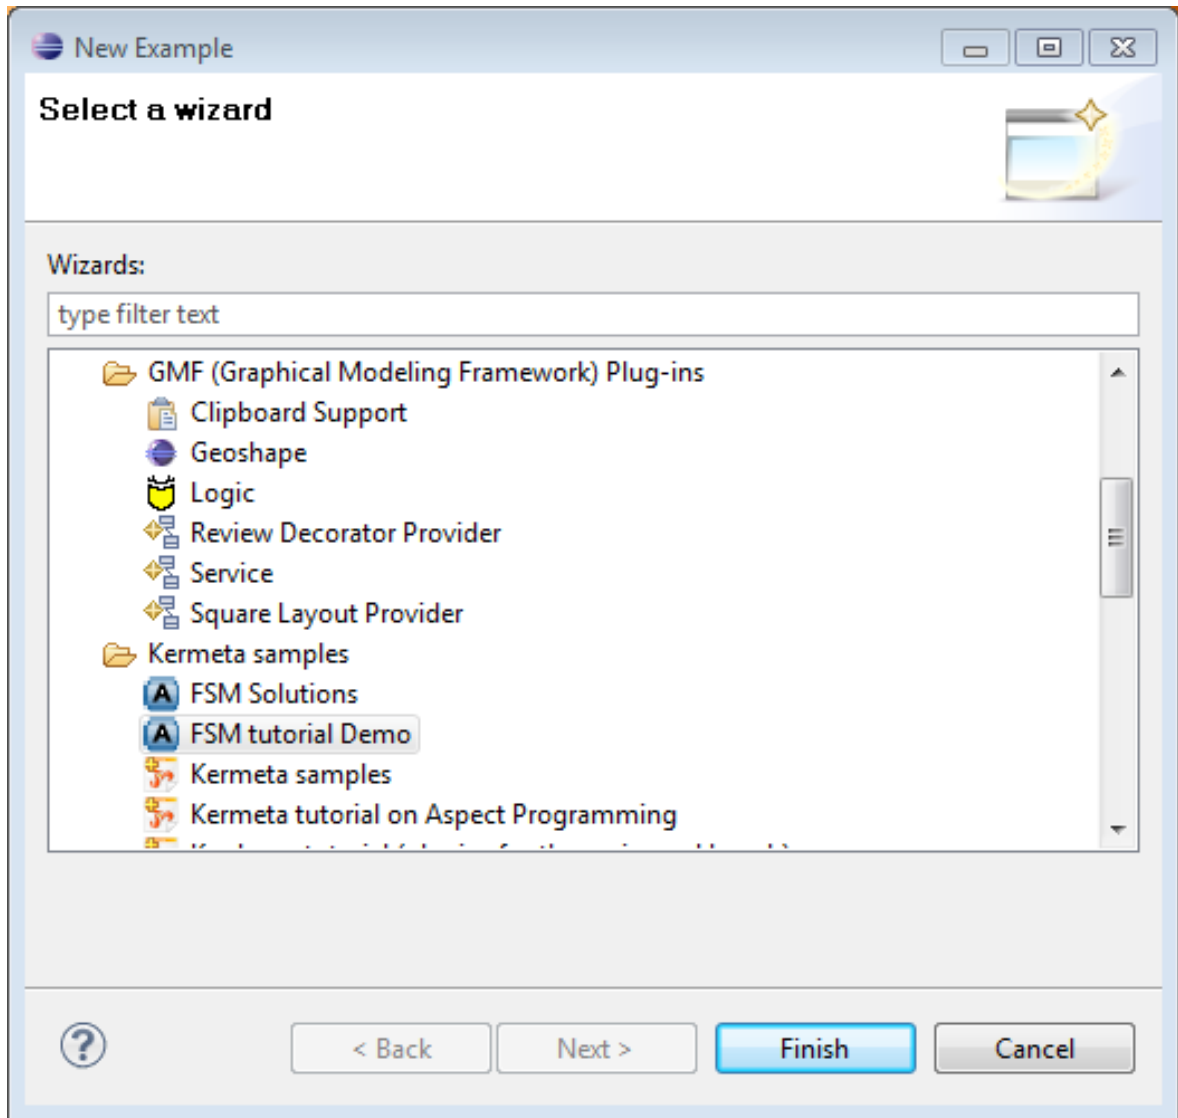 New Example
Select a wizard
Wizards:
type filter text
GMF (Graphical Modeling Framework) Plug-ins
Clipboard Support
Geoshape
Logic
Review Decorator Provider
Service
Square Layout Provider
Kermeta samples
FSM Solutions
FSM tutorial Demo
Kermeta samples
Kermeta tutorial on Aspect Programming
< Back
Next >
Finish
Cancel